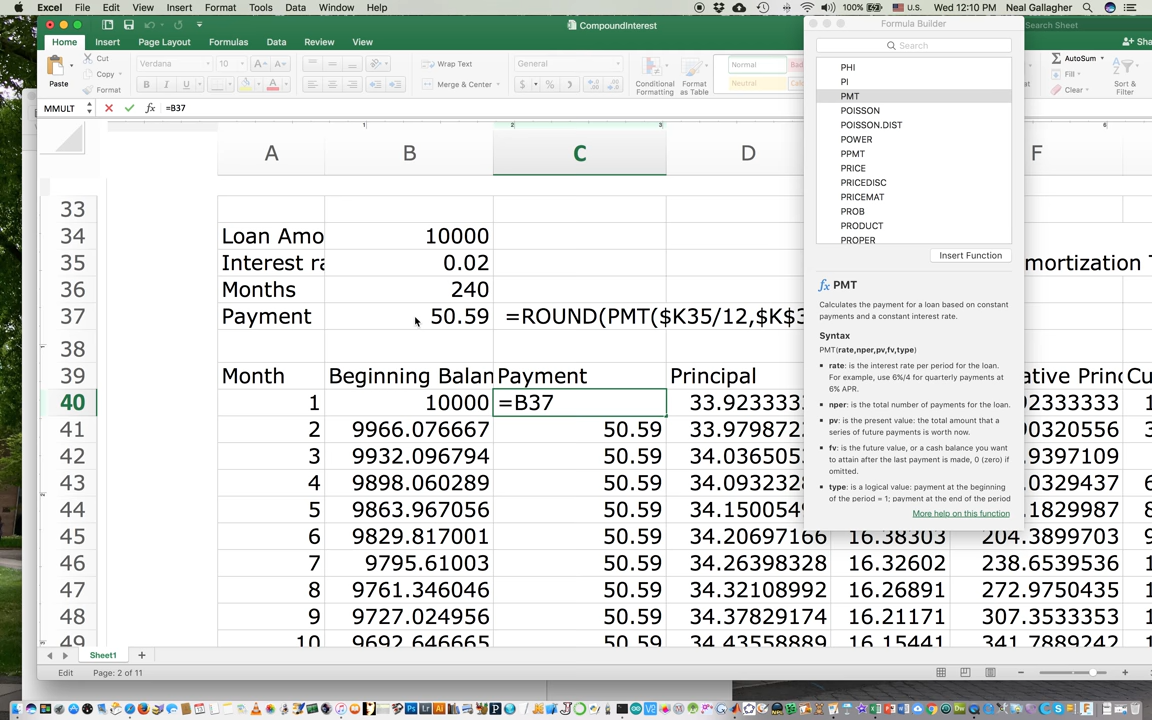 Excel File Edit View Insert Format Tools Data Window Help 100% U.S. Wed 12:10 PM Neal Gallagher
CompoundInterest
Formula Builder
Search Sheet
Home Insert Page Layout Formulas Data Review View
Search
Paste
Cut
Copy
Format
Verdana 10
Wrap Text
Merge & Center
General
Conditional Formatting
Format as Table
Normal
Neutral
AutoSum
Fill
Clear
Sort & Filter
MMULT fx =B37
PHI
PI
PMT
POISSON
POISSON.DIST
POWER
PPMT
PRICE
PRICEDISC
PRICEMAT
PROB
PRODUCT
PROPER
Insert Function
fx PMT
Calculates the payment for a loan based on constant
payments and a constant interest rate.
Syntax
PMT(rate,nper,pv,fv,type)
rate: is the interest rate per period for the loan.
For example, use 6%/4 for quarterly payments at
6% APR.
nper: is the total number of payments for the loan.
pv: is the present value: the total amount that a
series of future payments is worth now.
fv: is the future value, or a cash balance you want
to attain after the last payment is made, 0 (zero) if
omitted.
type: is a logical value: payment at the beginning
of the period = 1; payment at the end of the period
More help on this function
A B C D F
33
34 Loan Amo 10000
35 Interest ra 0.02 mortization T
36 Months 240
37 Payment 50.59 =ROUND(PMT($K35/12,$K$3
38
39 Month Beginning Balan Payment Principal ative Princ Cu
40 1 10000 =B37 33.923333 92333333
41 2 9966.076667 50.59 33.979872 90320556
42 3 9932.096794 50.59 34.036505 .9397109
43 4 9898.060289 50.59 34.093232 .0329437
44 5 9863.967056 50.59 34.150054 .1829987
45 6 9829.817001 50.59 34.20697166 16.38303 204.3899703
46 7 9795.61003 50.59 34.26398328 16.32602 238.6539536
47 8 9761.346046 50.59 34.32108992 16.26891 272.9750435
48 9 9727.024956 50.59 34.37829174 16.21171 307.3533353
49 10 9692.646665 50.59 34.43558889 16.15441 341.7889242
Sheet1
Edit Page: 2 of 11